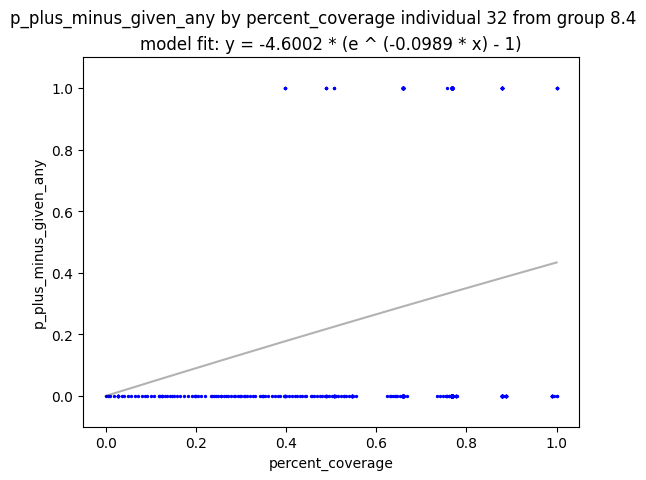 p_plus_minus_given_any by percent_coverage individual 32 from group 8.4
model fit: y = -4.6002 * (e ^ (-0.0989 * x) - 1)
1.0
0.8
0.6
0.4
0.2
0.0
p_plus_minus_given_any
0.0 0.2 0.4 0.6 0.8 1.0
percent_coverage